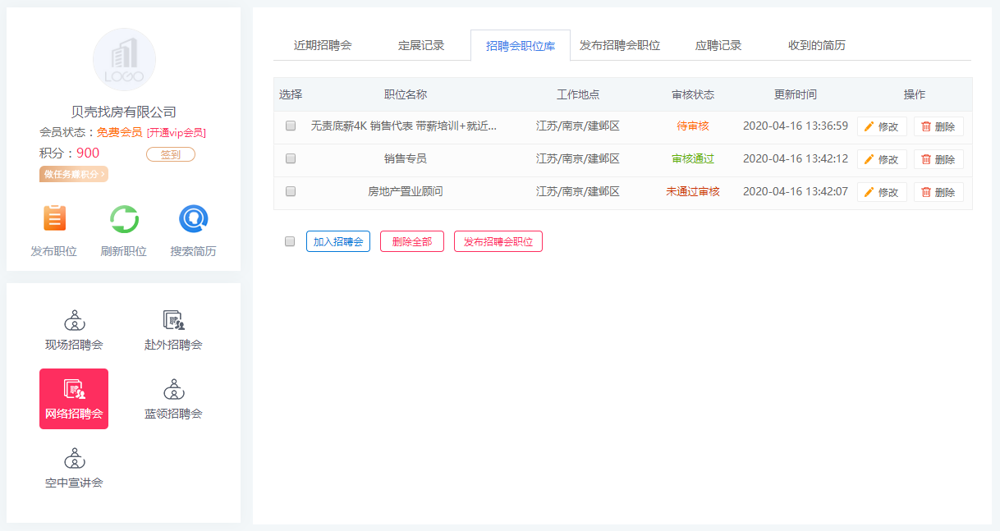 LOGO
贝壳找房有限公司
会员状态：免费会员 [开通vip会员]
积分：900 签到
做任务赚积分 ›
发布职位 刷新职位 搜索简历
现场招聘会 赴外招聘会
网络招聘会 蓝领招聘会
空中宣讲会
近期招聘会 定展记录 招聘会职位库 发布招聘会职位 应聘记录 收到的简历
选择 职位名称 工作地点 审核状态 更新时间 操作
无责底薪4K 销售代表 带薪培训+就近... 江苏/南京/建邺区 待审核 2020-04-16 13:36:59 修改 删除
销售专员 江苏/南京/建邺区 审核通过 2020-04-16 13:42:12 修改 删除
房地产置业顾问 江苏/南京/建邺区 未通过审核 2020-04-16 13:42:07 修改 删除
加入招聘会 删除全部 发布招聘会职位